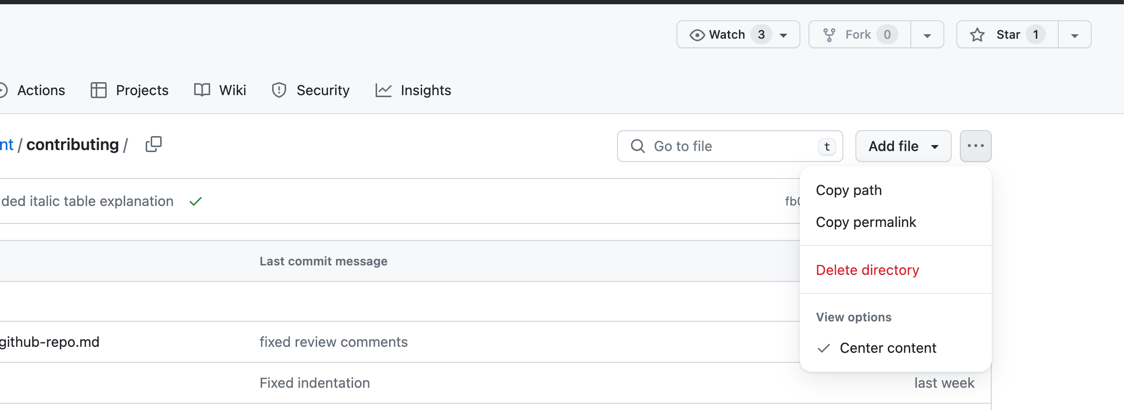 Watch 3
Fork 0
Star 1
Actions
Projects
Wiki
Security
Insights
nt / contributing /
Go to file
t
Add file
Copy path
Copy permalink
Delete directory
View options
Center content
ded italic table explanation
fb0
Last commit message
github-repo.md
fixed review comments
Fixed indentation
last week